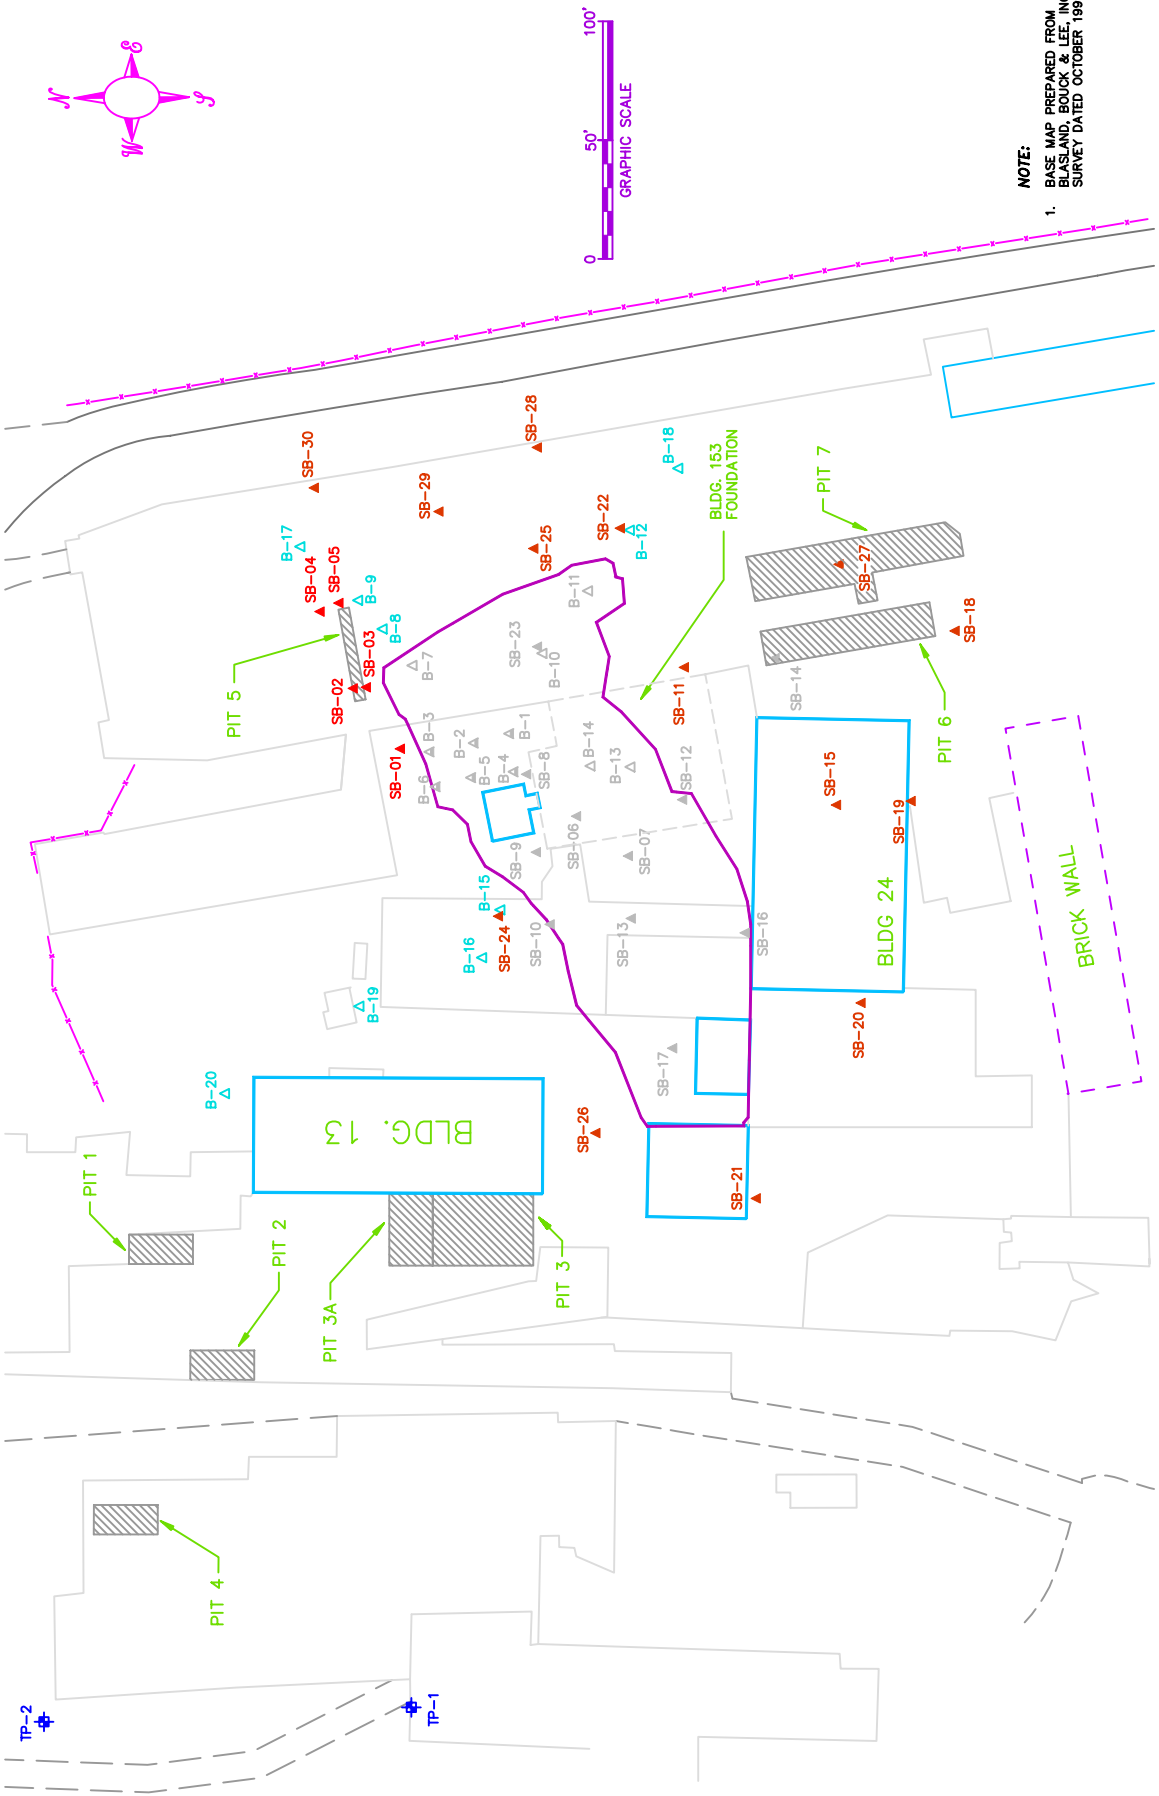 N
E
S
W
0
50'
100'
GRAPHIC SCALE
NOTE:
1. BASE MAP PREPARED FROM
BLASLAND, BOUCK & LEE, INC
SURVEY DATED OCTOBER 199
SB-30
SB-28
SB-29
B-18
BLDG. 153
FOUNDATION
PIT 7
B-17
SB-04
SB-05
B-9
B-8
SB-25
SB-22
B-12
B-11
SB-27
SB-18
PIT 5
SB-02
SB-03
B-7
SB-23
B-10
SB-11
SB-14
PIT 6
SB-01
B-3
B-2
B-1
B-6
B-5
B-4
SB-8
B-14
B-13
SB-12
SB-15
SB-19
SB-9
SB-06
SB-07
B-15
SB-24
B-16
SB-10
SB-13
SB-16
BLDG 24
BRICK WALL
B-19
B-20
SB-17
SB-20
BLDG. 13
SB-26
SB-21
PIT 1
PIT 2
PIT 3A
PIT 3
PIT 4
TP-2
TP-1